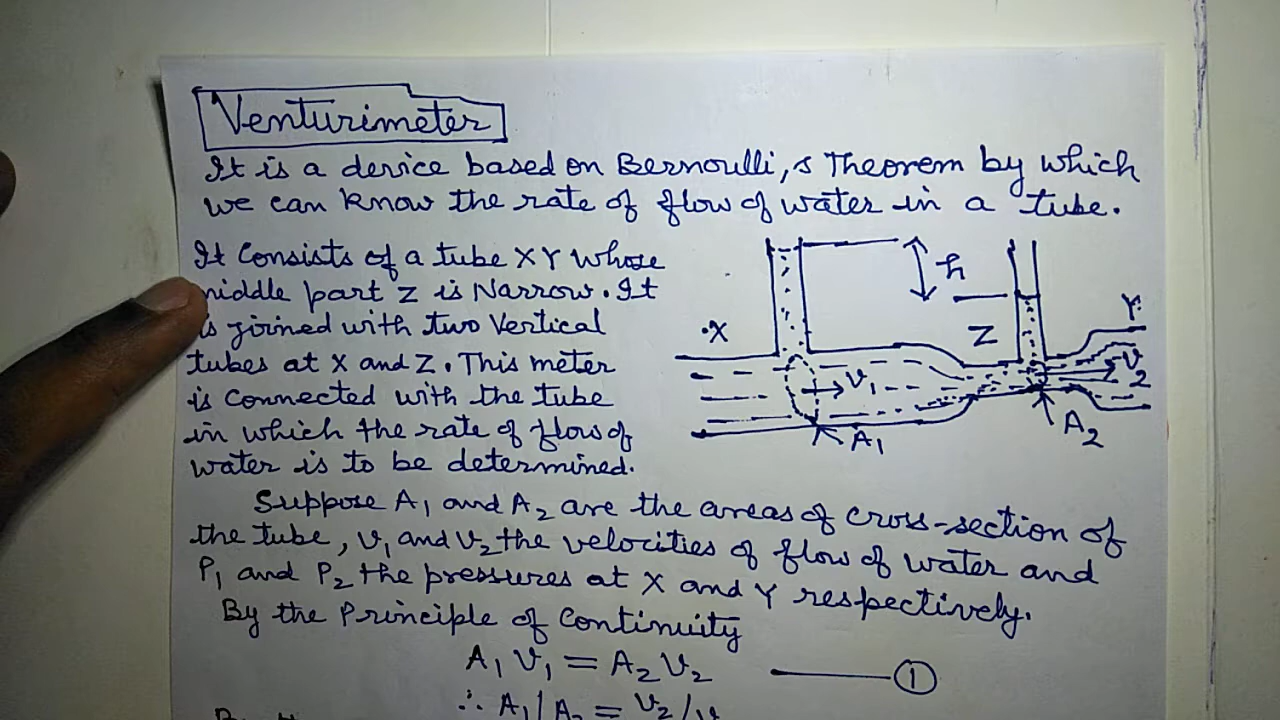 Venturimeter
It is a device based on Bernoulli,s Theorem by which
we can know the rate of flow of water in a tube.
It Consists of a tube XY whose
middle part Z is Narrow. It
is joined with two Vertical
tubes at X and Z. This meter
is connected with the tube
in which the rate of flow of
water is to be determined.
h
X
Z
Y
v₁
v₂
A₁
A₂
Suppose A₁ and A₂ are the areas of cross-section of
the tube, v₁ and v₂ the velocities of flow of water and
P₁ and P₂ the pressures at X and Y respectively.
By the Principle of Continuity
A₁ v₁ = A₂ v₂ ①
∴ A₁/A₂ = v₂/v